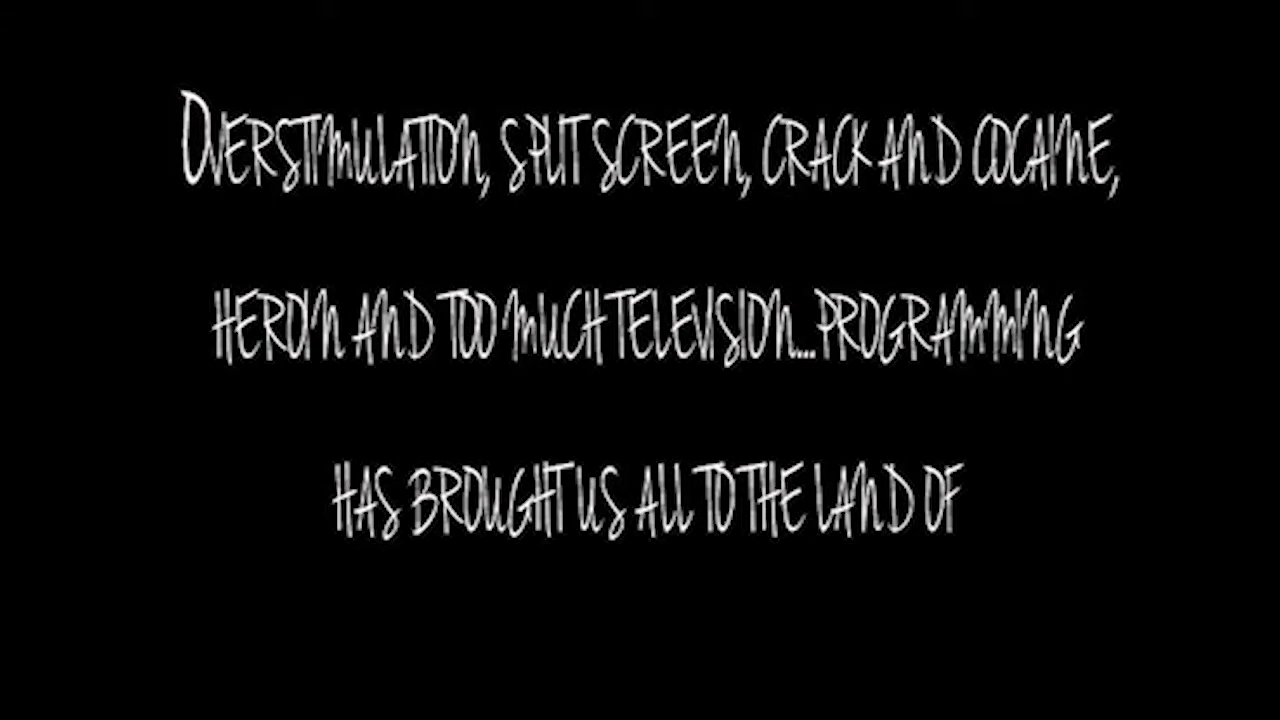 Overstimulation, split screen, crack and cocaine,
heroin and too much television...programming
has brought us all to the land of